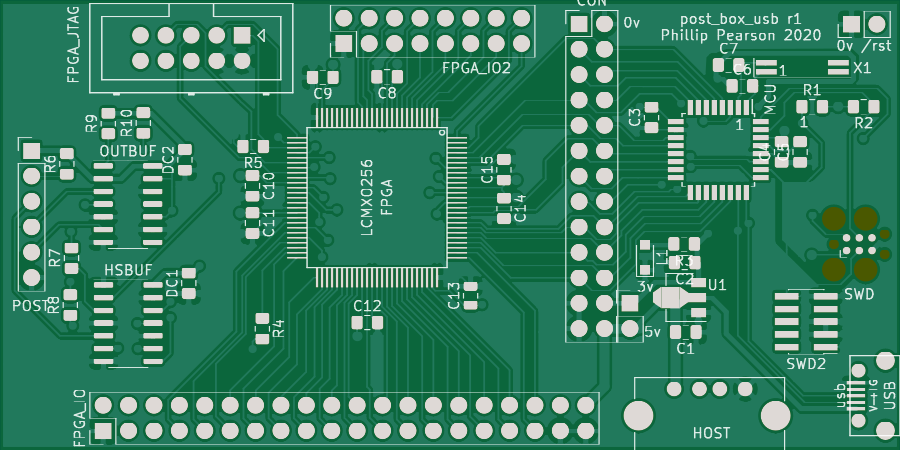 CON
0v
post_box_usb r1
Phillip Pearson 2020
0v /rst
FPGA_JTAG
FPGA_IO2
C7
C6
1
X1
C9
C8
MCU
R1
1
R2
R9
R10
C3
1
OUTBUF
DC2
R5
R6
C10
C11
LCMXO256
FPGA
C15
C14
R7
HSBUF
DC1
R8
POST
R4
C12
C13
L1
R3
C2
3v
U1
5v
C1
SWD
SWD2
FPGA_IO
HOST
usb
USB